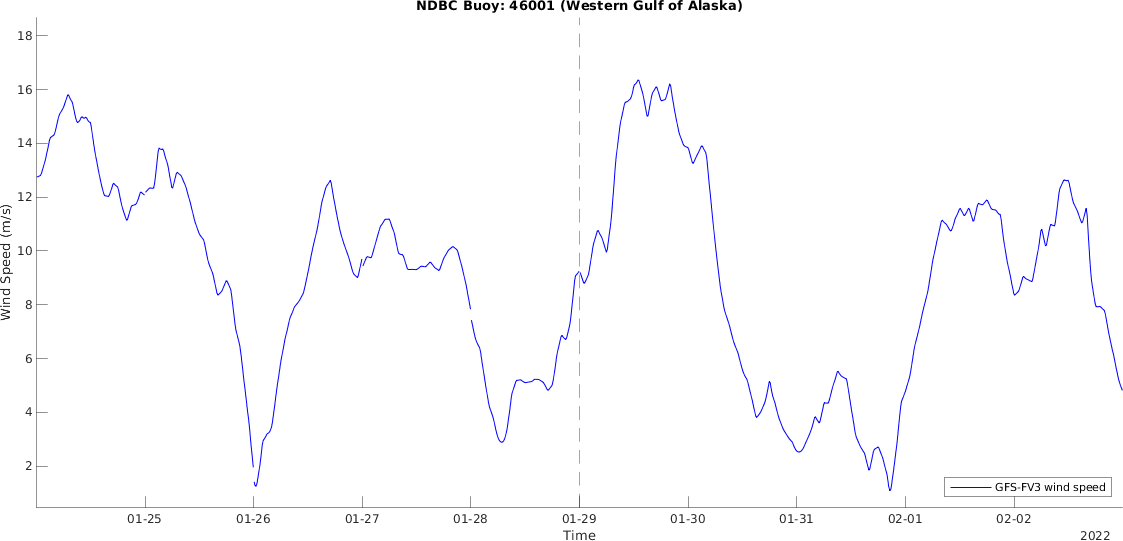 NDBC Buoy: 46001 (Western Gulf of Alaska)
Wind Speed (m/s)
18
16
14
12
10
8
6
4
2
01-25 01-26 01-27 01-28 01-29 01-30 01-31 02-01 02-02
Time
2022
GFS-FV3 wind speed